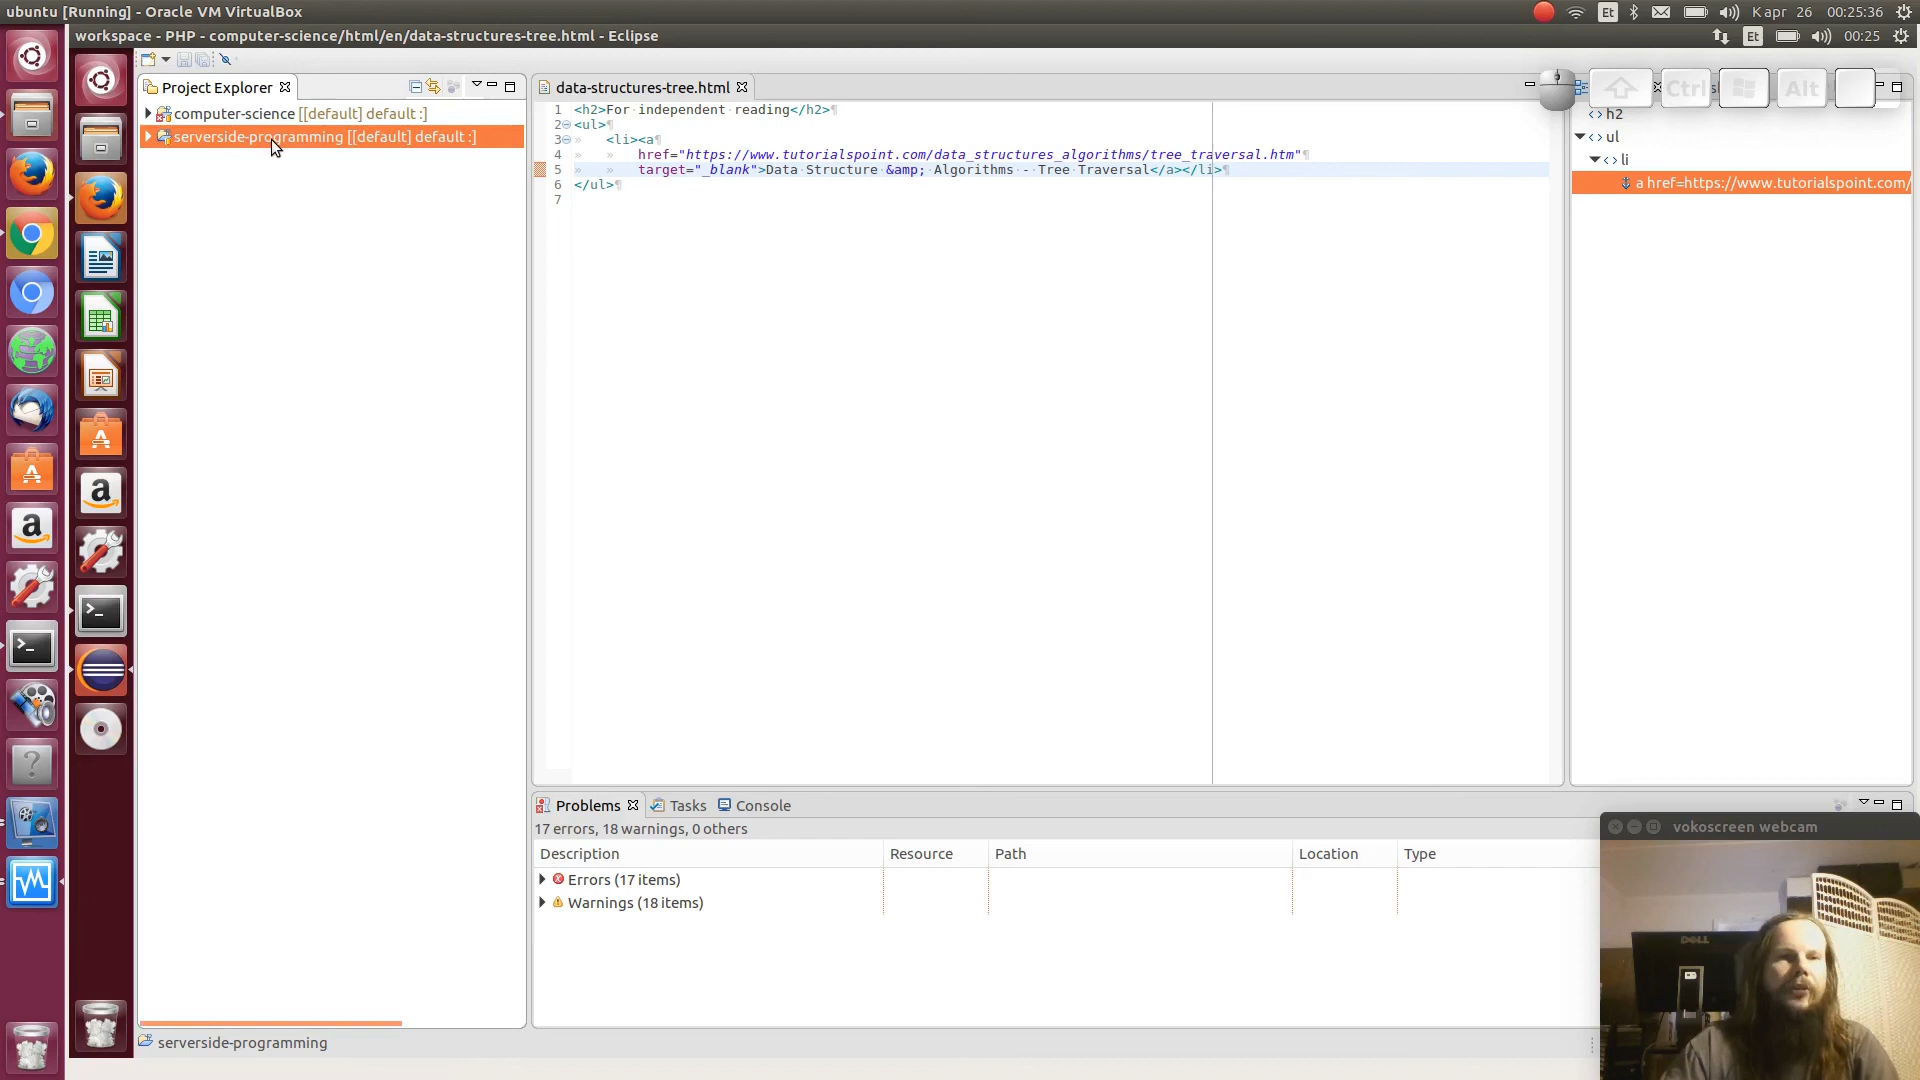 ubuntu [Running] - Oracle VM VirtualBox
Et
K apr 26
00:25:36
workspace - PHP - computer-science/html/en/data-structures-tree.html - Eclipse
Et
00:25
Project Explorer
data-structures-tree.html
Ctrl
Alt
computer-science [[default] default :]
serverside-programming [[default] default :]
1 <h2>For·independent·reading</h2>¶
2 <ul>¶
3 » <li><a¶
4 » » href="https://www.tutorialspoint.com/data_structures_algorithms/tree_traversal.htm"¶
5 » » target="_blank">Data·Structure·&amp;·Algorithms·-·Tree·Traversal</a></li>¶
6 </ul>¶
7
h2
ul
li
a href=https://www.tutorialspoint.com/
Problems
Tasks
Console
17 errors, 18 warnings, 0 others
Description
Resource
Path
Location
Type
Errors (17 items)
Warnings (18 items)
vokoscreen webcam
DELL
serverside-programming